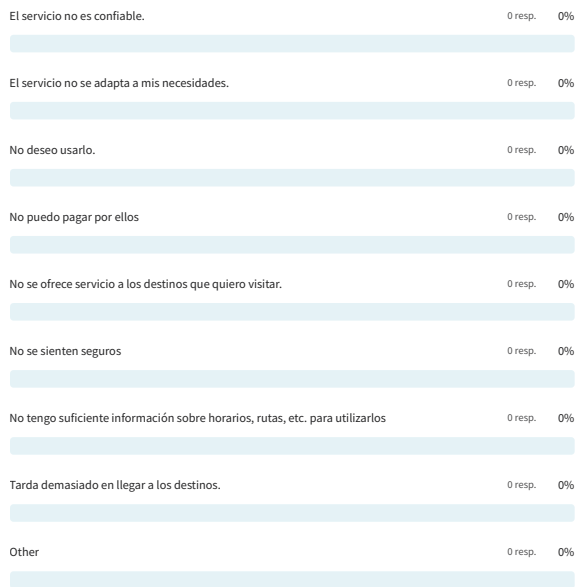 El servicio no es confiable. 0 resp. 0%
El servicio no se adapta a mis necesidades. 0 resp. 0%
No deseo usarlo. 0 resp. 0%
No puedo pagar por ellos 0 resp. 0%
No se ofrece servicio a los destinos que quiero visitar. 0 resp. 0%
No se sienten seguros 0 resp. 0%
No tengo suficiente información sobre horarios, rutas, etc. para utilizarlos 0 resp. 0%
Tarda demasiado en llegar a los destinos. 0 resp. 0%
Other 0 resp. 0%